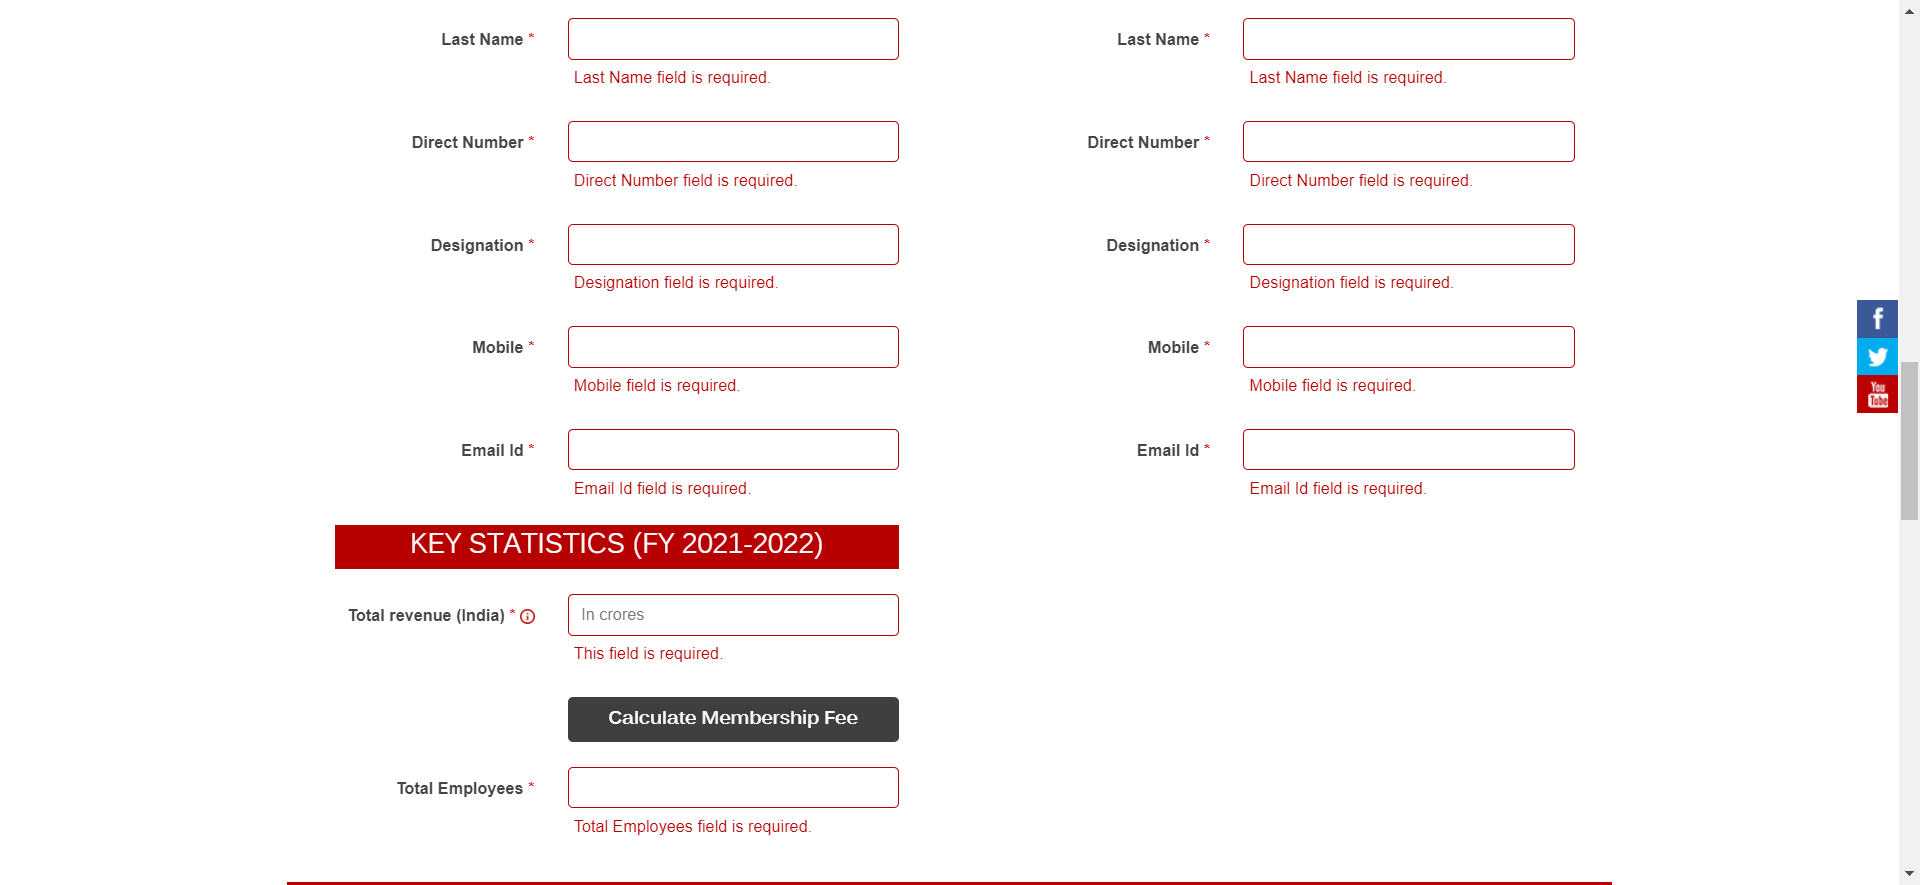 Last Name *
Last Name *
Last Name field is required.
Last Name field is required.
Direct Number *
Direct Number *
Direct Number field is required.
Direct Number field is required.
Designation *
Designation *
Designation field is required.
Designation field is required.
Mobile *
Mobile *
Mobile field is required.
Mobile field is required.
Email Id *
Email Id *
Email Id field is required.
Email Id field is required.
f
You
Tube
KEY STATISTICS (FY 2021-2022)
Total revenue (India) * i
In crores
This field is required.
Calculate Membership Fee
Total Employees *
Total Employees field is required.